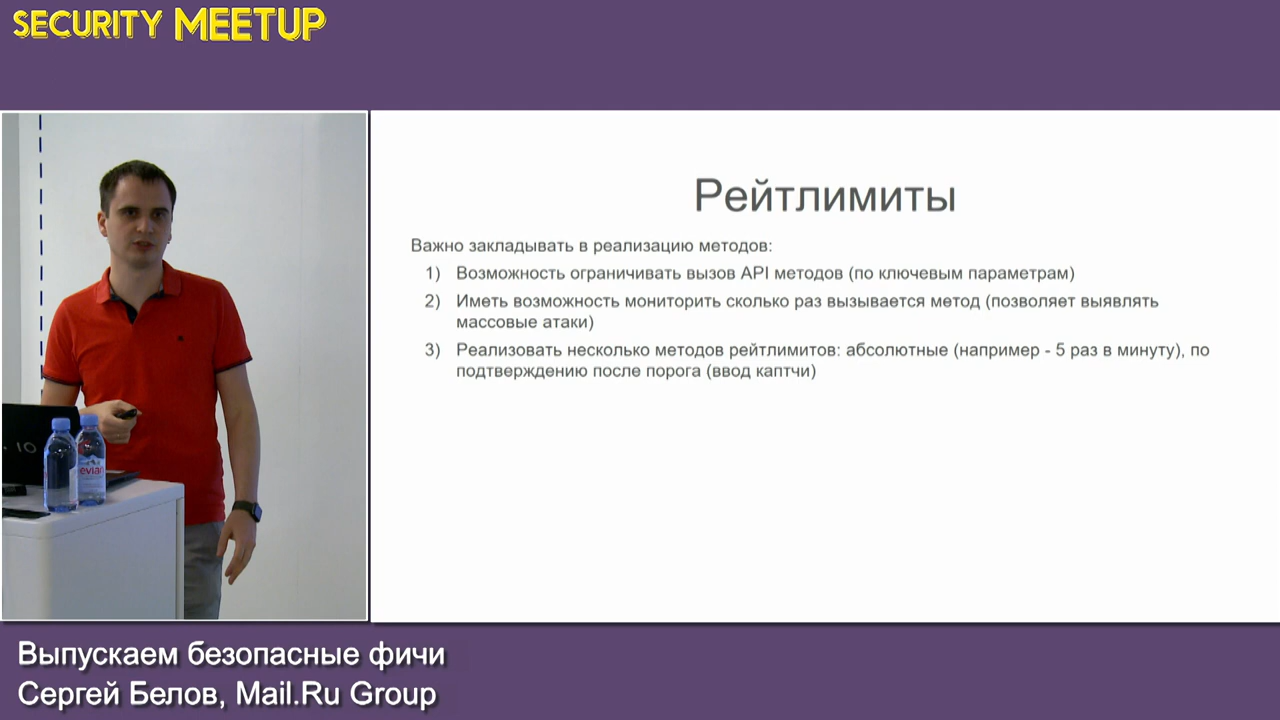 SECURITY MEETUP
Рейтлимиты
Важно закладывать в реализацию методов:
1) Возможность ограничивать вызов API методов (по ключевым параметрам)
2) Иметь возможность мониторить сколько раз вызывается метод (позволяет выявлять
массовые атаки)
3) Реализовать несколько методов рейтлимитов: абсолютные (например - 5 раз в минуту), по
подтверждению после порога (ввод каптчи)
evian
Выпускаем безопасные фичи
Сергей Белов, Mail.Ru Group